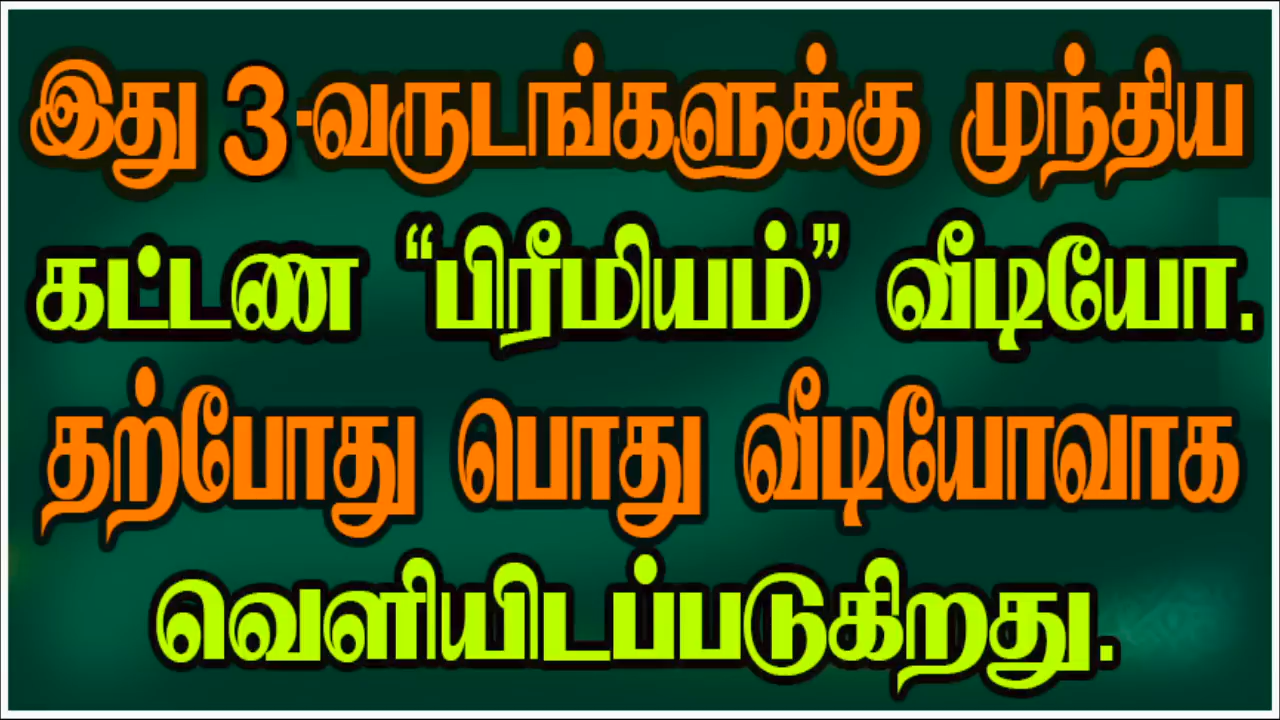 இது 3-வருடங்களுக்கு முந்திய
கட்டண “பிரீமியம்” வீடியோ.
தற்போது பொது வீடியோவாக
வெளியிடப்படுகிறது.